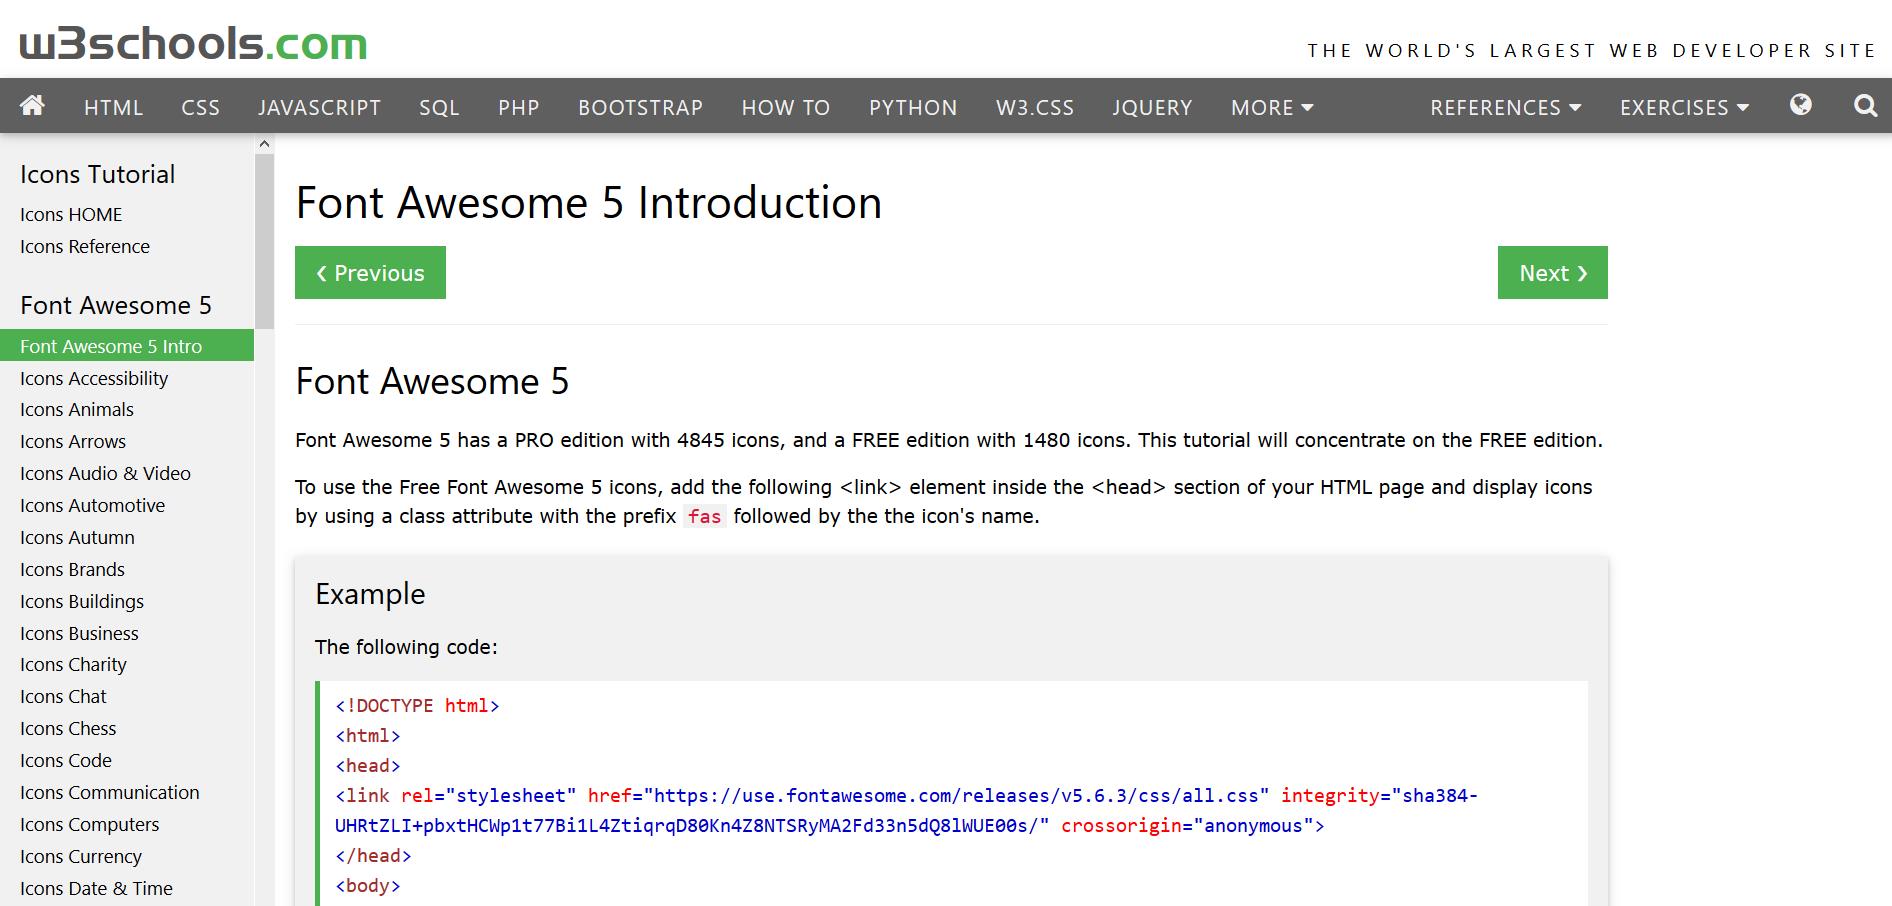 w3schools.com
THE WORLD'S LARGEST WEB DEVELOPER SITE
HTML CSS JAVASCRIPT SQL PHP BOOTSTRAP HOW TO PYTHON W3.CSS JQUERY MORE REFERENCES EXERCISES
Icons Tutorial
Icons HOME
Icons Reference
Font Awesome 5
Font Awesome 5 Intro
Icons Accessibility
Icons Animals
Icons Arrows
Icons Audio & Video
Icons Automotive
Icons Autumn
Icons Brands
Icons Buildings
Icons Business
Icons Charity
Icons Chat
Icons Chess
Icons Code
Icons Communication
Icons Computers
Icons Currency
Icons Date & Time
Font Awesome 5 Introduction
❮ Previous
Next ❯
Font Awesome 5
Font Awesome 5 has a PRO edition with 4845 icons, and a FREE edition with 1480 icons. This tutorial will concentrate on the FREE edition.
To use the Free Font Awesome 5 icons, add the following <link> element inside the <head> section of your HTML page and display icons
by using a class attribute with the prefix fas followed by the the icon's name.
Example
The following code:
<!DOCTYPE html>
<html>
<head>
<link rel="stylesheet" href="https://use.fontawesome.com/releases/v5.6.3/css/all.css" integrity="sha384-
UHRtZLI+pbxtHCWp1t77Bi1L4ZtiqrqD80Kn4Z8NTSRyMA2Fd33n5dQ8lWUE00s/" crossorigin="anonymous">
</head>
<body>